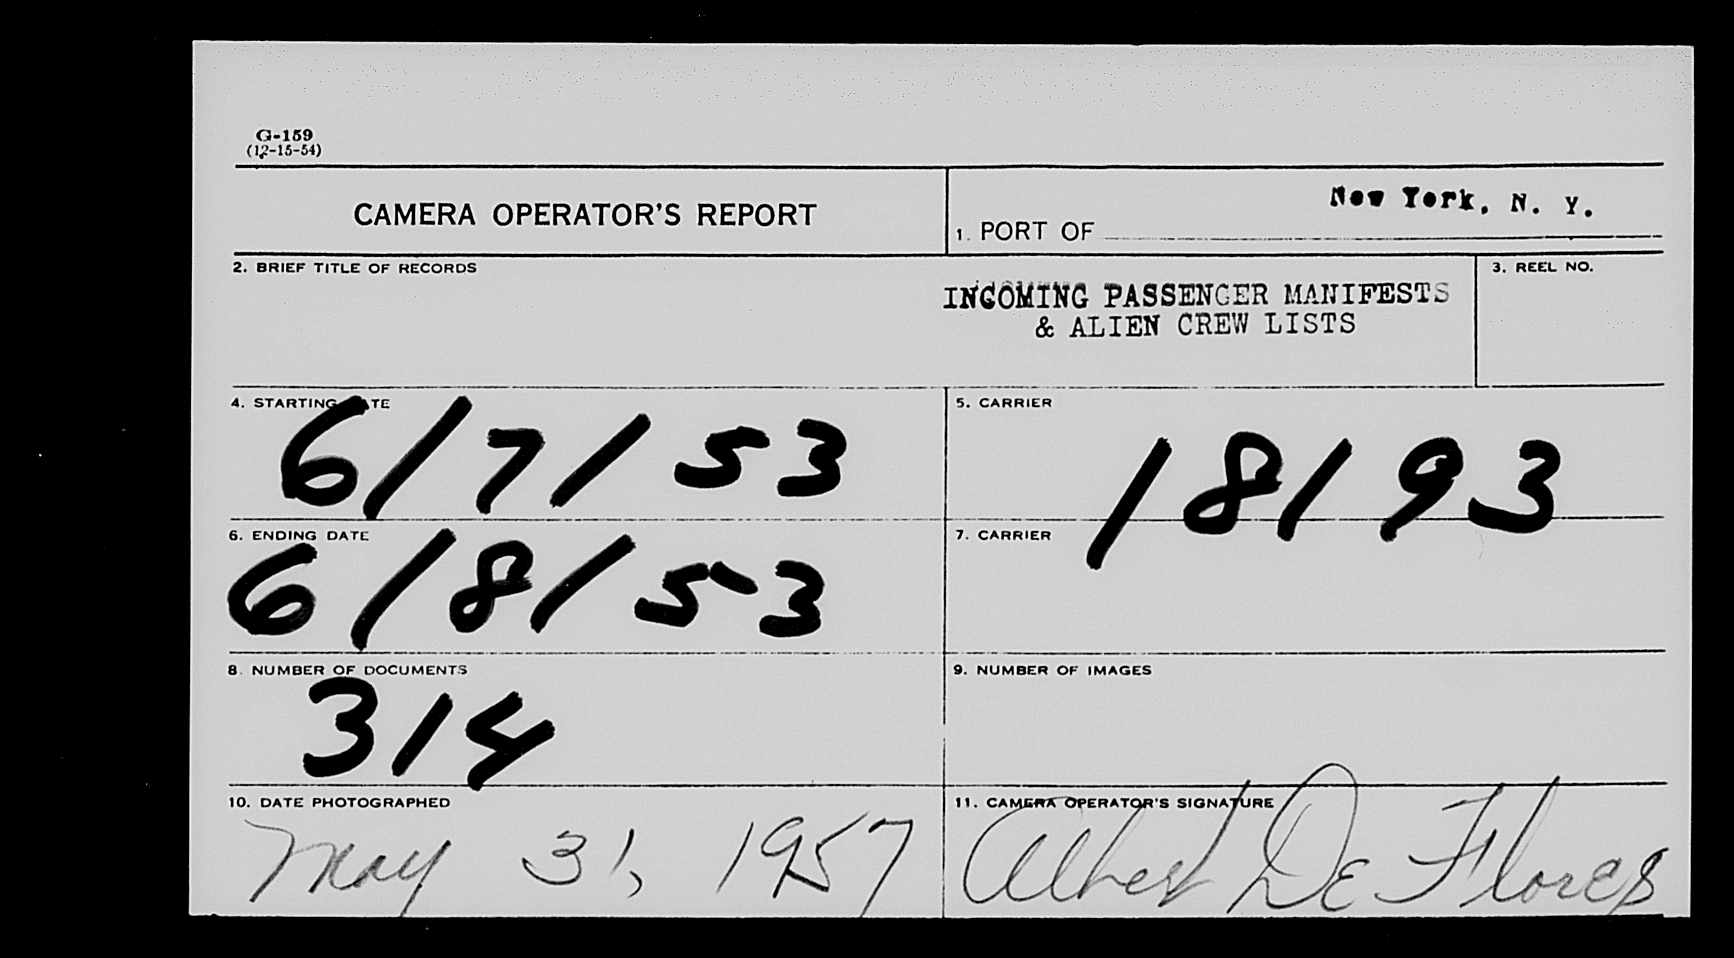 G-159
(12-15-54)
CAMERA OPERATOR'S REPORT
1. PORT OF New York, N. Y.
2. BRIEF TITLE OF RECORDS
INCOMING PASSENGER MANIFESTS
& ALIEN CREW LISTS
3. REEL NO.
4. STARTING DATE
6/7/53
5. CARRIER
18193
6. ENDING DATE
6/8/53
7. CARRIER
8. NUMBER OF DOCUMENTS
314
9. NUMBER OF IMAGES
10. DATE PHOTOGRAPHED
May 31, 1957
11. CAMERA OPERATOR'S SIGNATURE
Albert De Flores